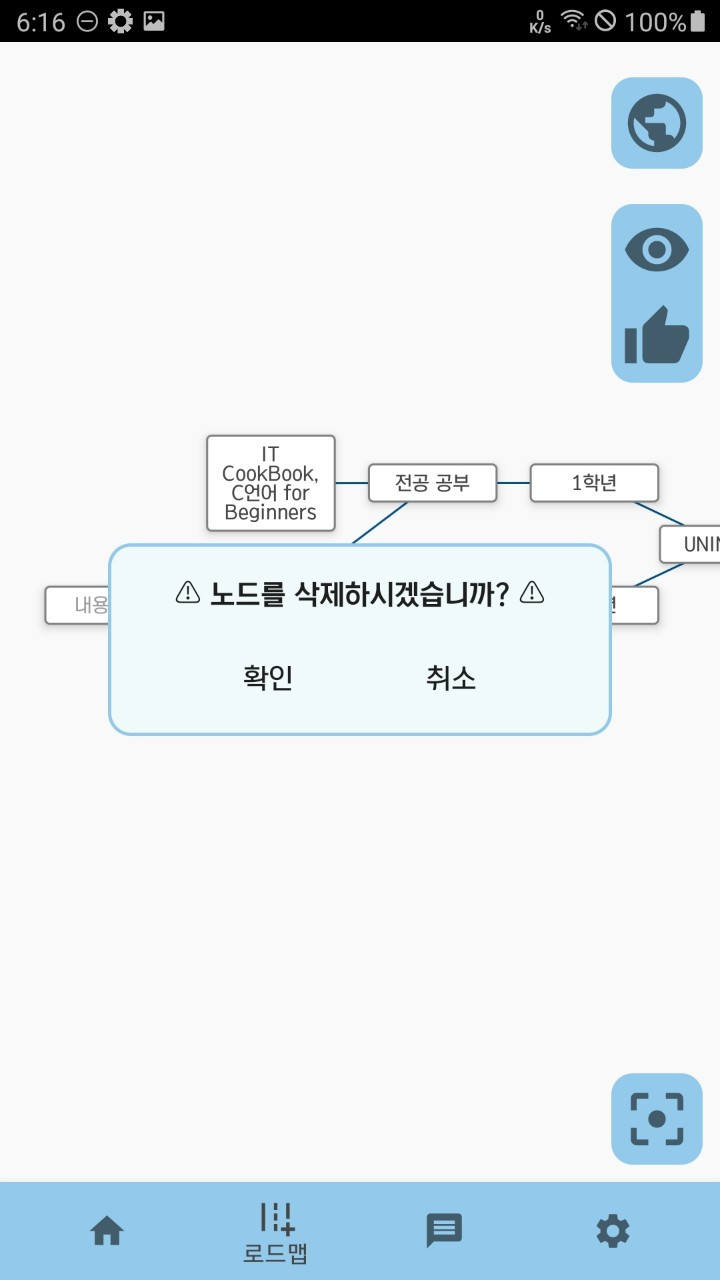 6:16
0
K/s
100%
IT
CookBook,
C언어 for
Beginners
전공 공부
1학년
내용
⚠ 노드를 삭제하시겠습니까? ⚠
확인
취소
로드맵